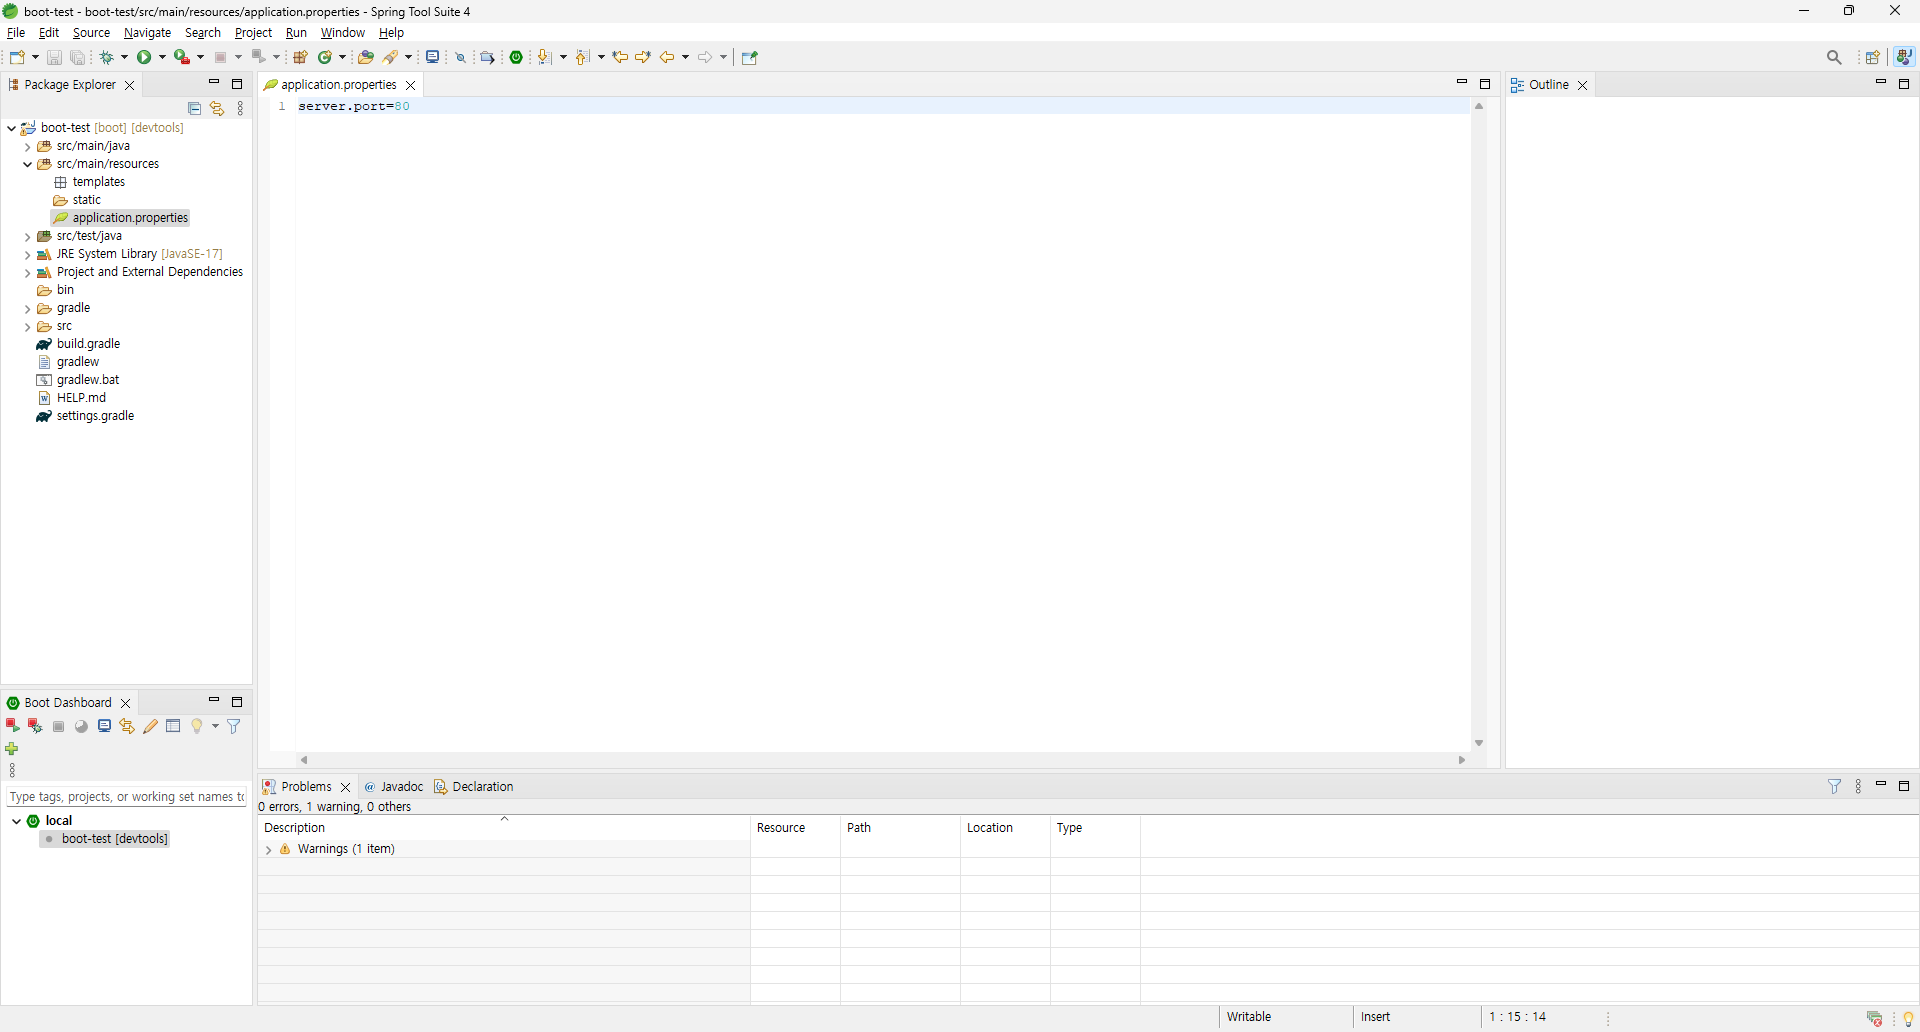 boot-test - boot-test/src/main/resources/application.properties - Spring Tool Suite 4
File Edit Source Navigate Search Project Run Window Help
Package Explorer
boot-test [boot] [devtools]
src/main/java
src/main/resources
templates
static
application.properties
src/test/java
JRE System Library [JavaSE-17]
Project and External Dependencies
bin
gradle
src
build.gradle
gradlew
gradlew.bat
HELP.md
settings.gradle
application.properties
1 server.port=80
Outline
Boot Dashboard
Type tags, projects, or working set names to
local
boot-test [devtools]
Problems @ Javadoc Declaration
0 errors, 1 warning, 0 others
Description Resource Path Location Type
Warnings (1 item)
Writable Insert 1 : 15 : 14